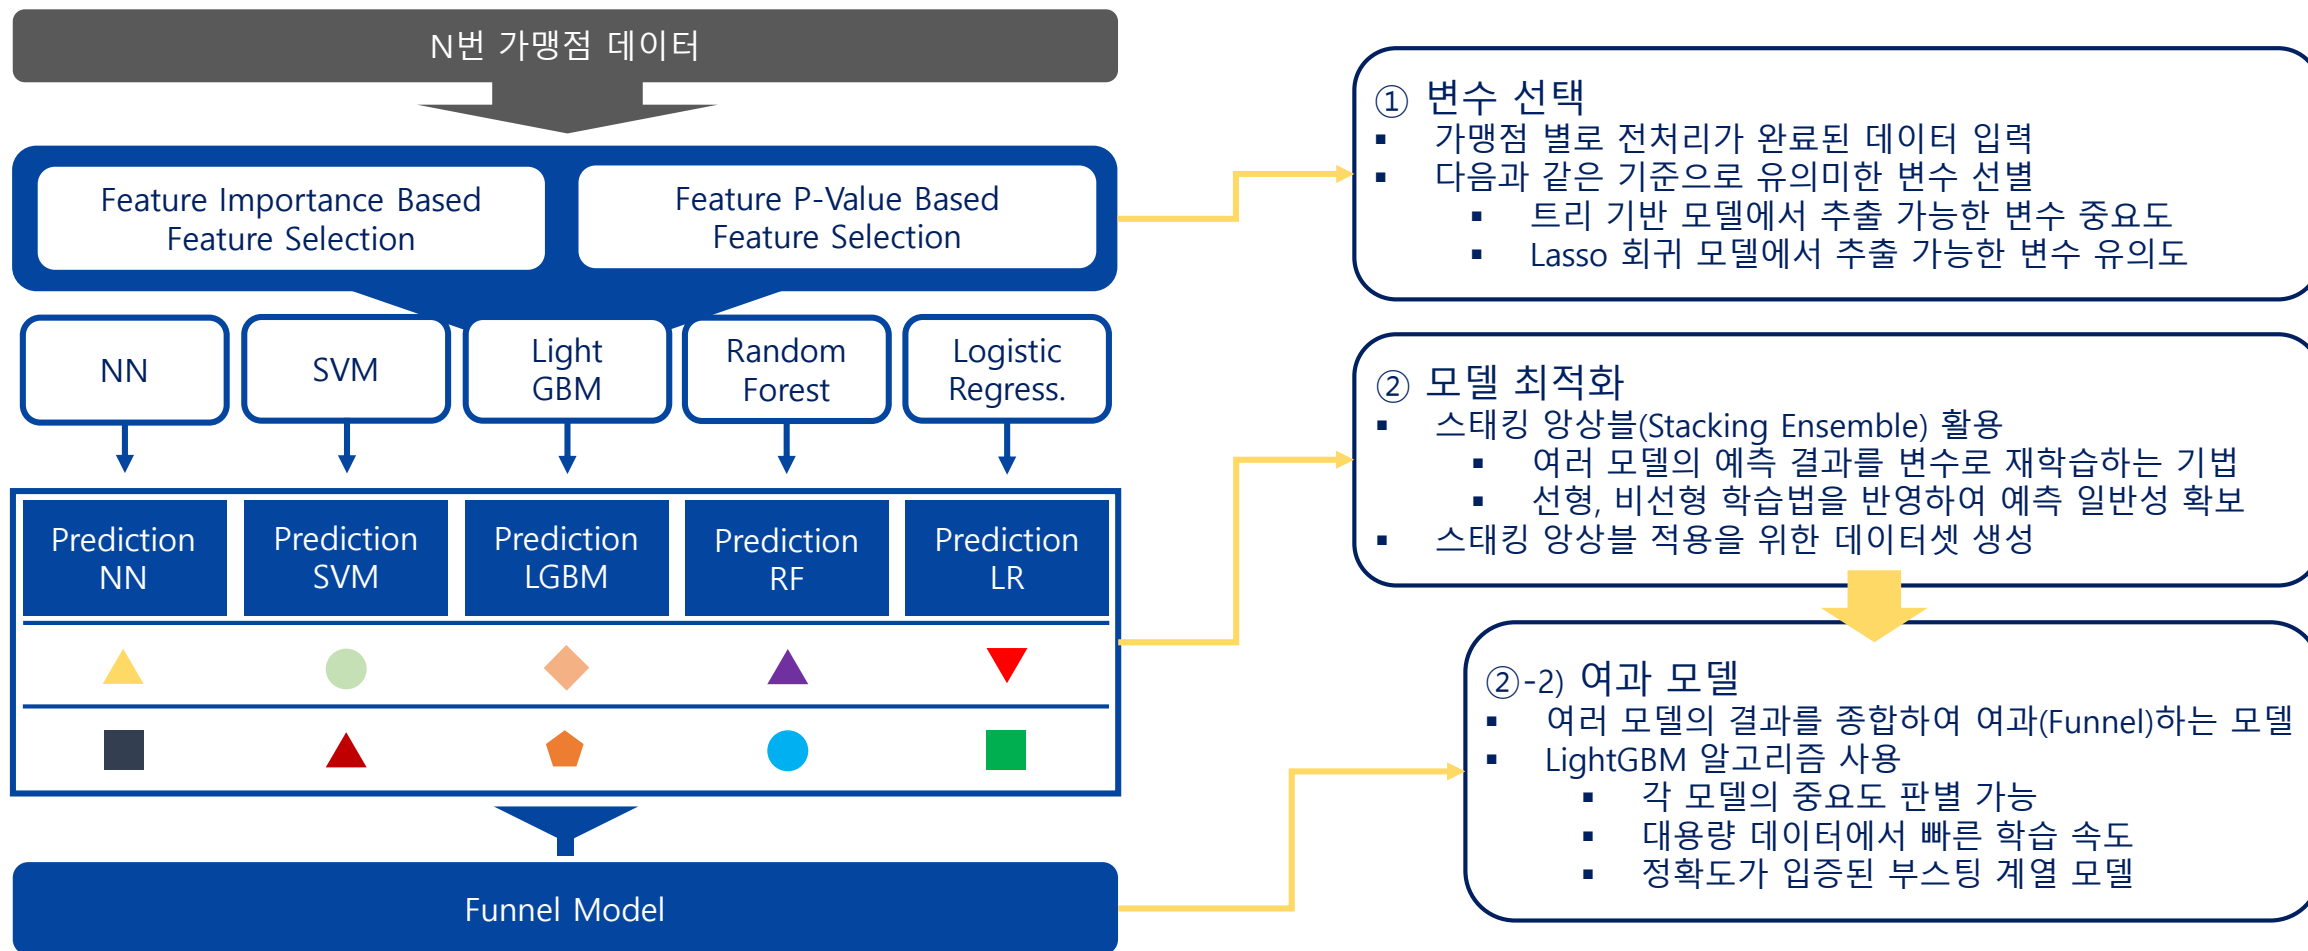 N번 가맹점 데이터
Feature Importance Based
Feature Selection
Feature P-Value Based
Feature Selection
NN
SVM
Light
GBM
Random
Forest
Logistic
Regress.
Prediction
NN
Prediction
SVM
Prediction
LGBM
Prediction
RF
Prediction
LR
Funnel Model
① 변수 선택
▪ 가맹점 별로 전처리가 완료된 데이터 입력
▪ 다음과 같은 기준으로 유의미한 변수 선별
▪ 트리 기반 모델에서 추출 가능한 변수 중요도
▪ Lasso 회귀 모델에서 추출 가능한 변수 유의도
② 모델 최적화
▪ 스태킹 앙상블(Stacking Ensemble) 활용
▪ 여러 모델의 예측 결과를 변수로 재학습하는 기법
▪ 선형, 비선형 학습법을 반영하여 예측 일반성 확보
▪ 스태킹 앙상블 적용을 위한 데이터셋 생성
②-2) 여과 모델
▪ 여러 모델의 결과를 종합하여 여과(Funnel)하는 모델
▪ LightGBM 알고리즘 사용
▪ 각 모델의 중요도 판별 가능
▪ 대용량 데이터에서 빠른 학습 속도
▪ 정확도가 입증된 부스팅 계열 모델